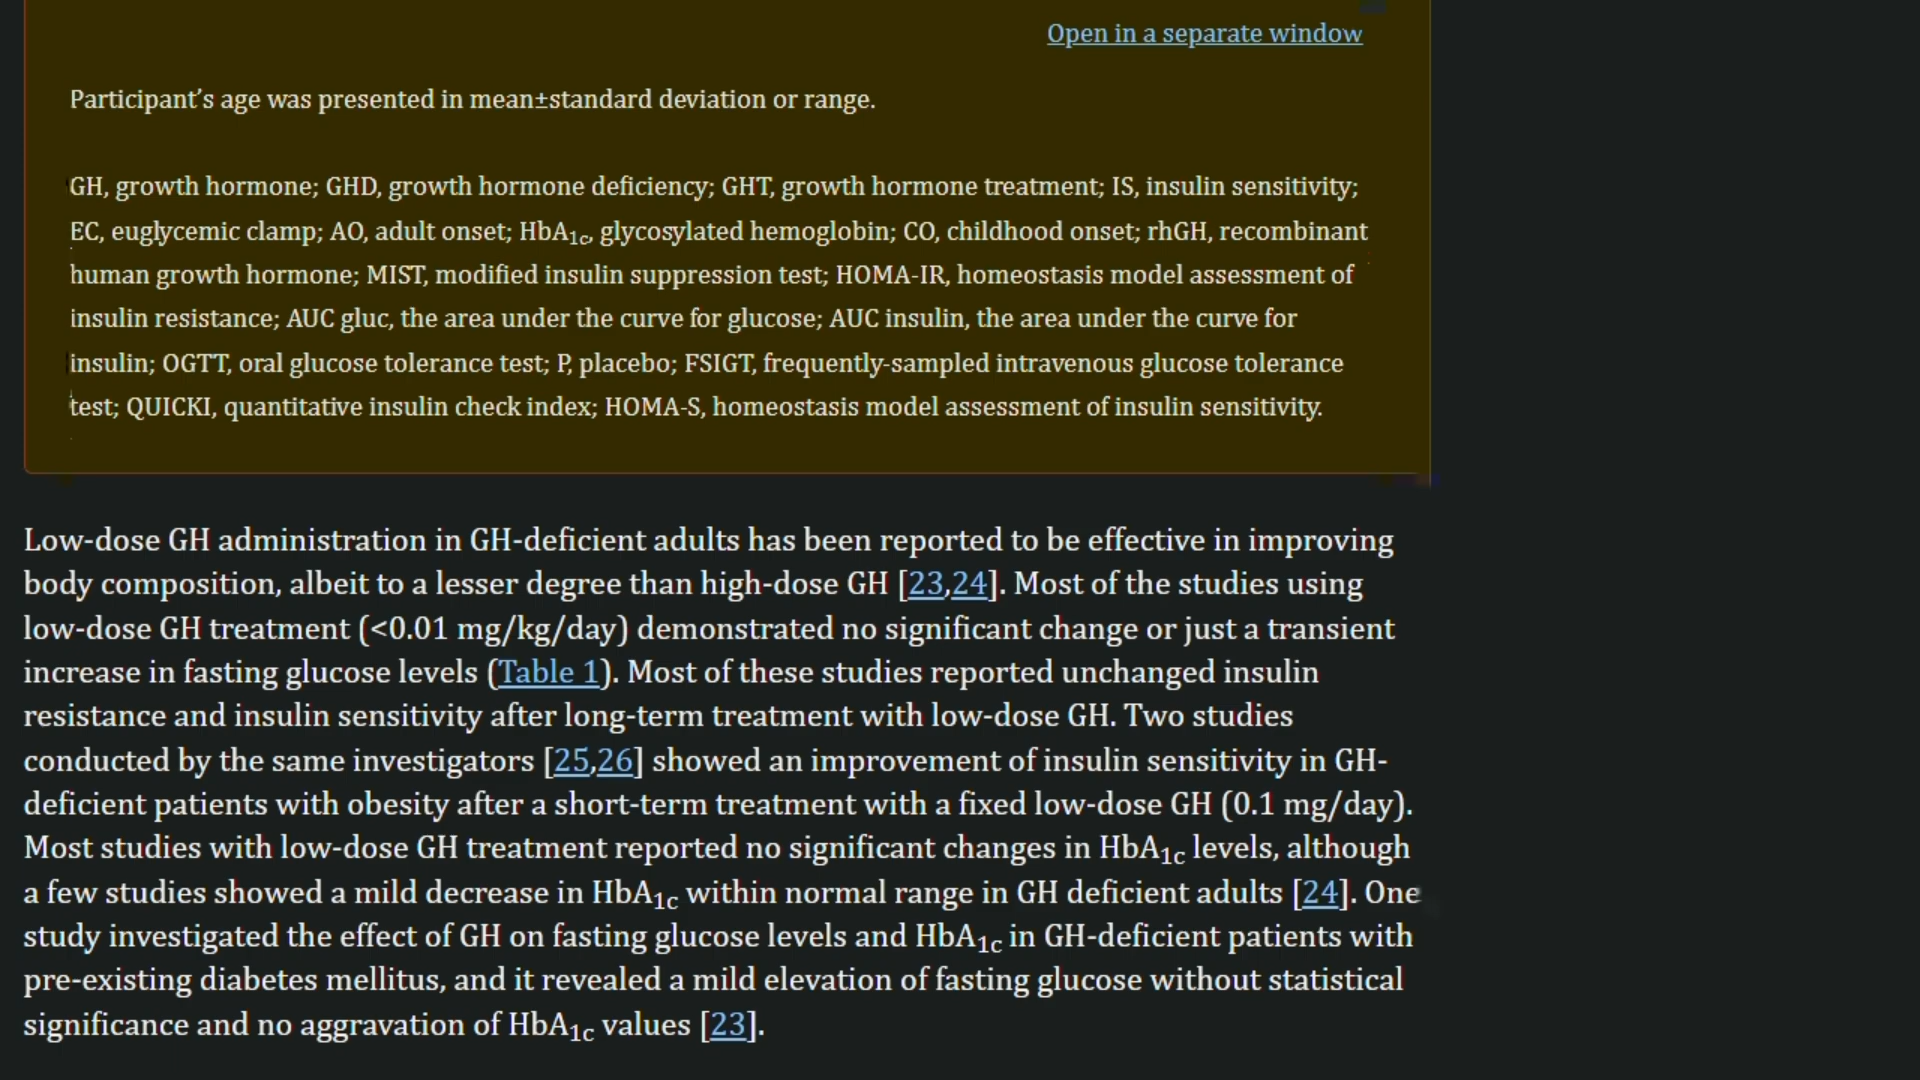 Open in a separate window
Participant’s age was presented in mean±standard deviation or range.
GH, growth hormone; GHD, growth hormone deficiency; GHT, growth hormone treatment; IS, insulin sensitivity;
EC, euglycemic clamp; AO, adult onset; HbA1c, glycosylated hemoglobin; CO, childhood onset; rhGH, recombinant
human growth hormone; MIST, modified insulin suppression test; HOMA-IR, homeostasis model assessment of
insulin resistance; AUC gluc, the area under the curve for glucose; AUC insulin, the area under the curve for
insulin; OGTT, oral glucose tolerance test; P, placebo; FSIGT, frequently-sampled intravenous glucose tolerance
test; QUICKI, quantitative insulin check index; HOMA-S, homeostasis model assessment of insulin sensitivity.
Low-dose GH administration in GH-deficient adults has been reported to be effective in improving
body composition, albeit to a lesser degree than high-dose GH [23,24]. Most of the studies using
low-dose GH treatment (<0.01 mg/kg/day) demonstrated no significant change or just a transient
increase in fasting glucose levels (Table 1). Most of these studies reported unchanged insulin
resistance and insulin sensitivity after long-term treatment with low-dose GH. Two studies
conducted by the same investigators [25,26] showed an improvement of insulin sensitivity in GH-
deficient patients with obesity after a short-term treatment with a fixed low-dose GH (0.1 mg/day).
Most studies with low-dose GH treatment reported no significant changes in HbA1c levels, although
a few studies showed a mild decrease in HbA1c within normal range in GH deficient adults [24]. One
study investigated the effect of GH on fasting glucose levels and HbA1c in GH-deficient patients with
pre-existing diabetes mellitus, and it revealed a mild elevation of fasting glucose without statistical
significance and no aggravation of HbA1c values [23].